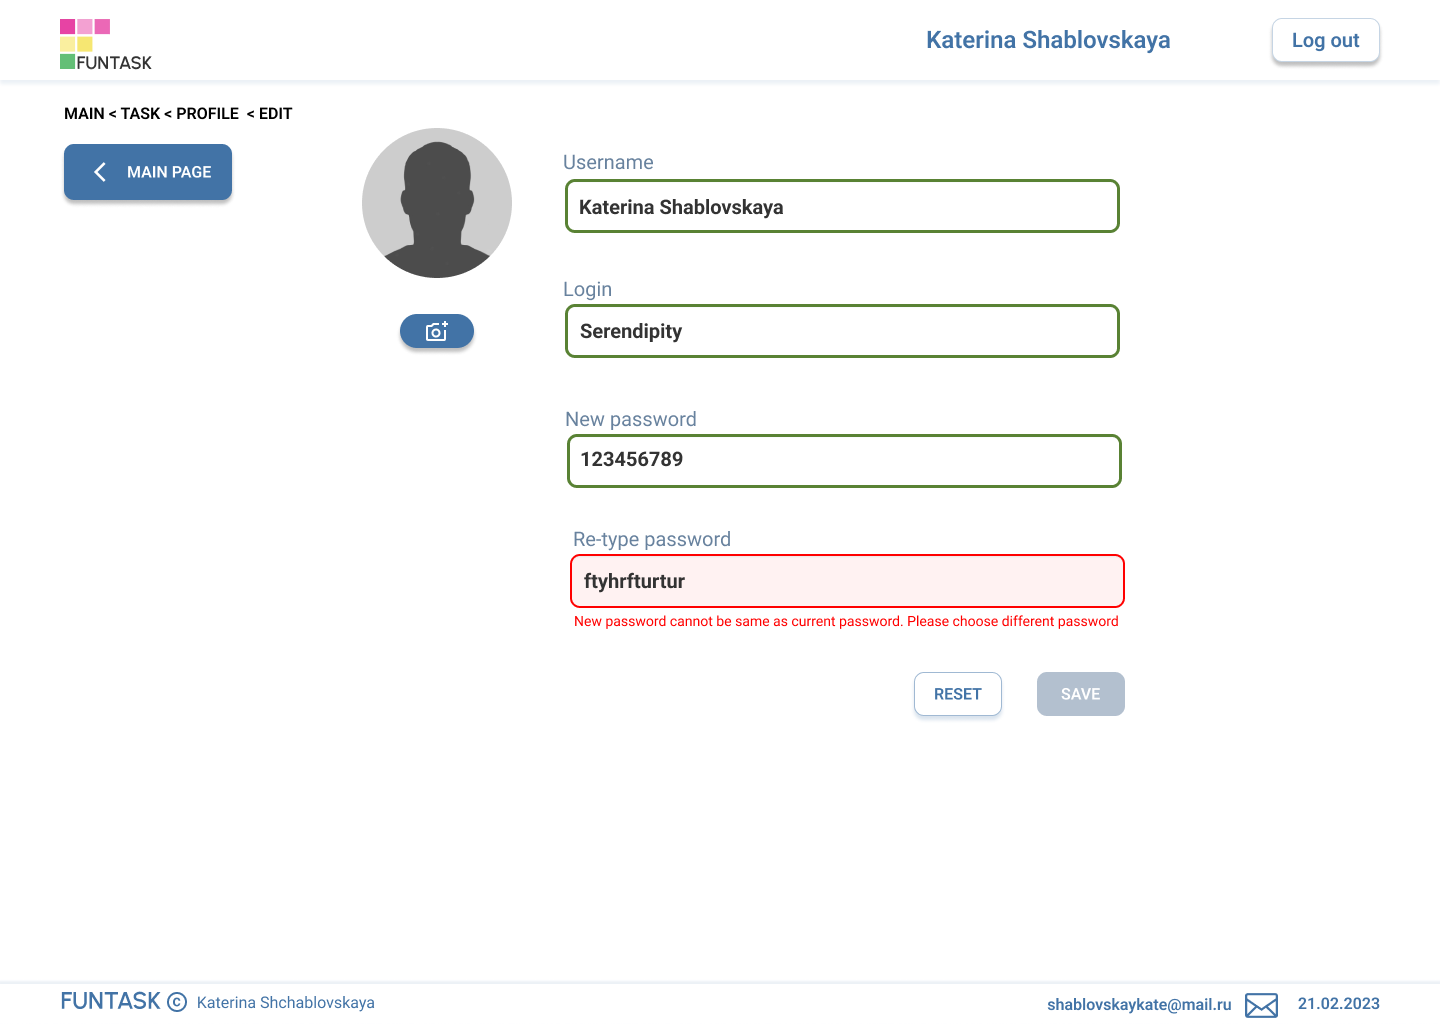 FUNTASK
Katerina Shablovskaya
Log out
MAIN < TASK < PROFILE < EDIT
MAIN PAGE
Username
Katerina Shablovskaya
Login
Serendipity
New password
123456789
Re-type password
ftyhrfturtur
New password cannot be same as current password. Please choose different password
RESET
SAVE
FUNTASK © Katerina Shchablovskaya
shablovskaykate@mail.ru
21.02.2023